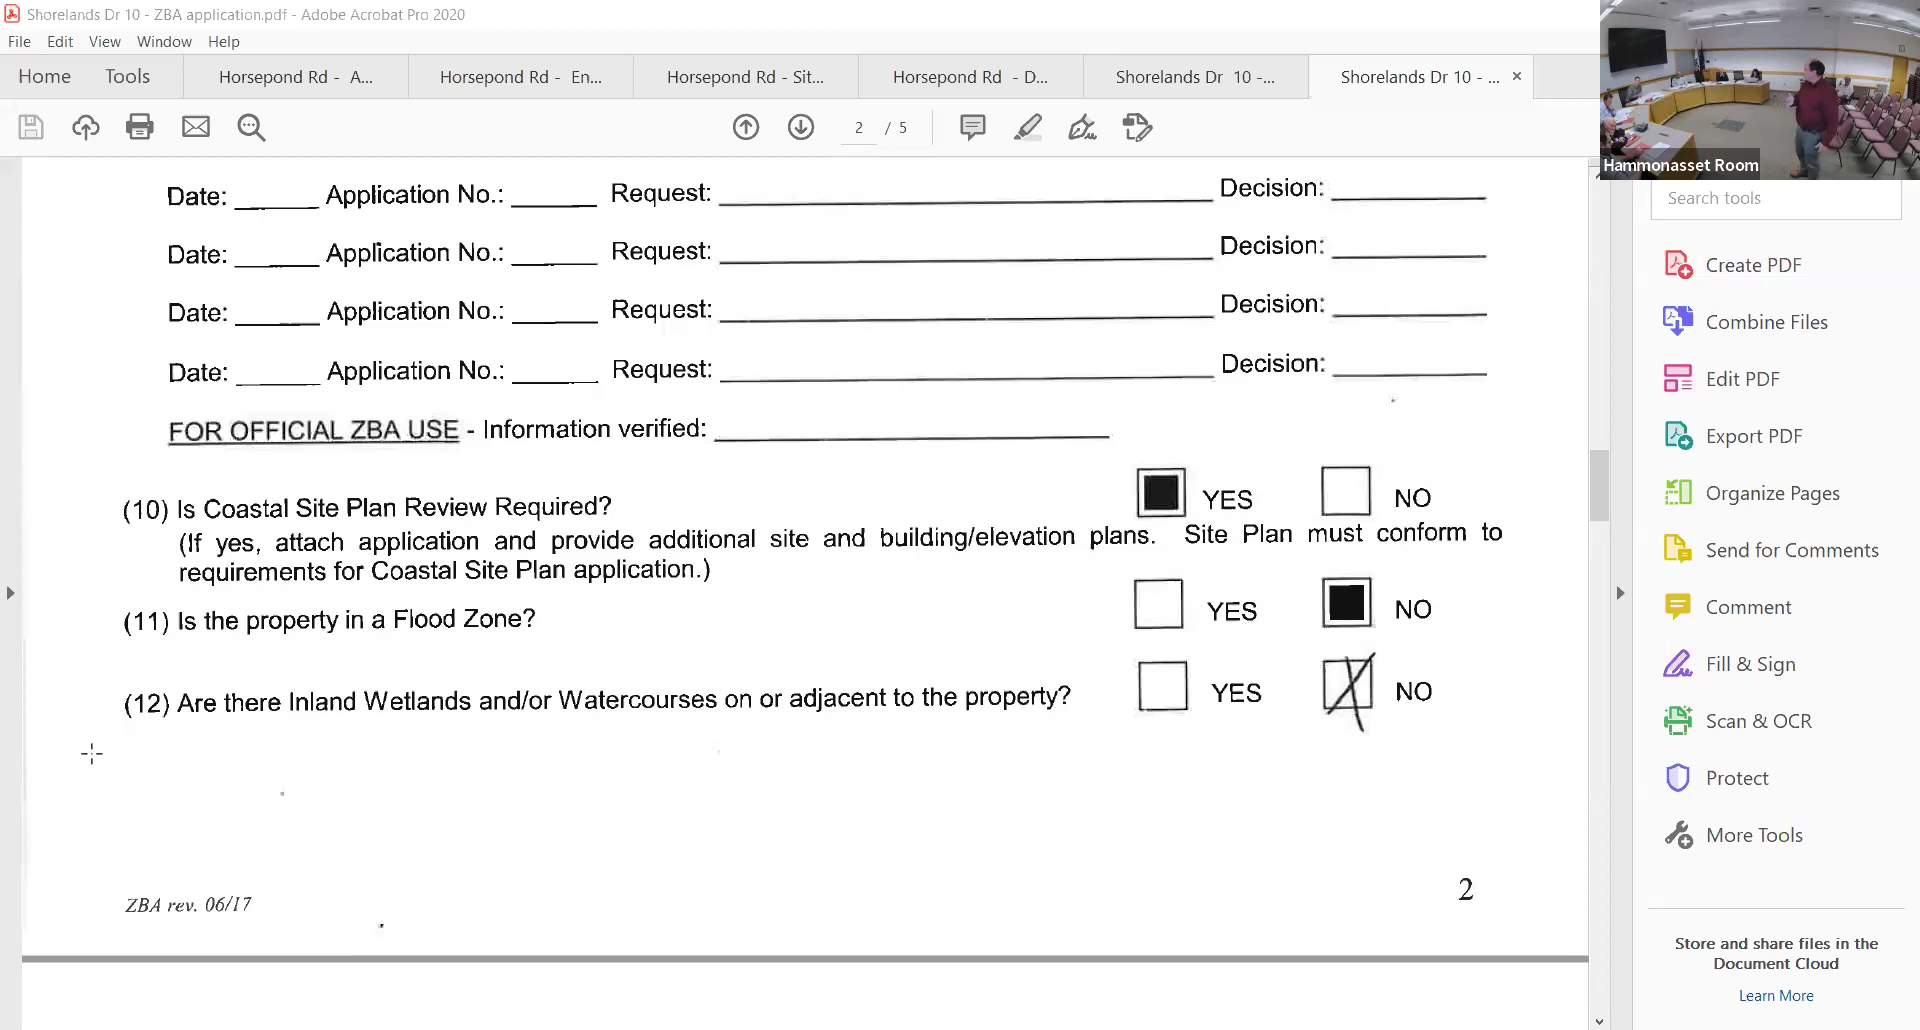 Shorelands Dr 10 - ZBA application.pdf - Adobe Acrobat Pro 2020
File Edit View Window Help
Home Tools Horsepond Rd - A... Horsepond Rd - En... Horsepond Rd - Sit... Horsepond Rd - D... Shorelands Dr 10 -... Shorelands Dr 10 - ... ×
2 / 5
Hammonasset Room
Search tools
Date: Application No.: Request: Decision:
Date: Application No.: Request: Decision:
Date: Application No.: Request: Decision:
Date: Application No.: Request: Decision:
FOR OFFICIAL ZBA USE - Information verified:
(10) Is Coastal Site Plan Review Required? YES NO
(If yes, attach application and provide additional site and building/elevation plans. Site Plan must conform to
requirements for Coastal Site Plan application.)
(11) Is the property in a Flood Zone? YES NO
(12) Are there Inland Wetlands and/or Watercourses on or adjacent to the property? YES NO
ZBA rev. 06/17
2
Create PDF
Combine Files
Edit PDF
Export PDF
Organize Pages
Send for Comments
Comment
Fill & Sign
Scan & OCR
Protect
More Tools
Store and share files in the
Document Cloud
Learn More